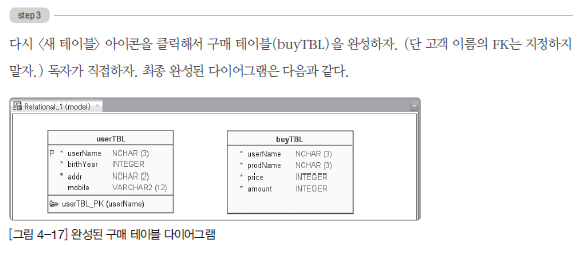 step 3
다시 〈새 테이블〉 아이콘을 클릭해서 구매 테이블(buyTBL)을 완성하자. (단 고객 이름의 FK는 지정하지
말자.) 독자가 직접하자. 최종 완성된 다이어그램은 다음과 같다.
Relational_1 (model)
userTBL
P * userName NCHAR (3)
* birthYear INTEGER
* addr NCHAR (2)
mobile VARCHAR2 (12)
userTBL_PK (userName)
buyTBL
* userName NCHAR (3)
* prodName NCHAR (3)
* price INTEGER
* amount INTEGER
[그림 4-17] 완성된 구매 테이블 다이어그램